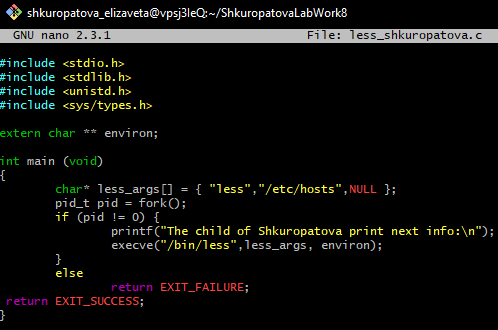 shkuropatova_elizaveta@vpsj3IeQ:~/ShkuropatovaLabWork8
GNU nano 2.3.1 File: less_shkuropatova.c
#include <stdio.h>
#include <stdlib.h>
#include <unistd.h>
#include <sys/types.h>
extern char ** environ;
int main (void)
{
char* less_args[] = { "less","/etc/hosts",NULL };
pid_t pid = fork();
if (pid != 0) {
printf("The child of Shkuropatova print next info:\n");
execve("/bin/less",less_args, environ);
}
else
return EXIT_FAILURE;
return EXIT_SUCCESS;
}